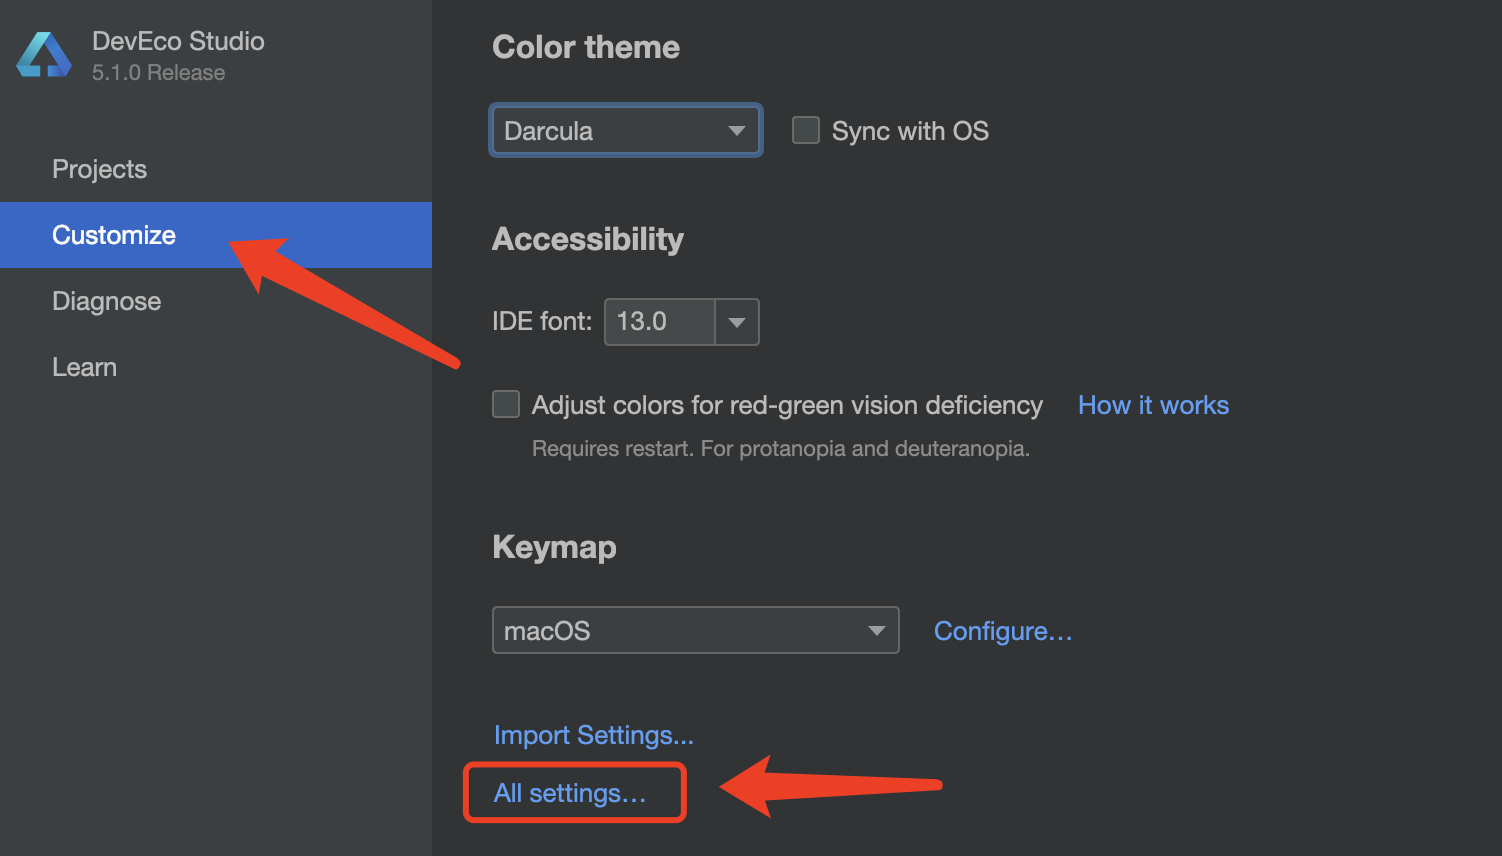 DevEco Studio
5.1.0 Release
Projects
Customize
Diagnose
Learn
Color theme
Darcula
Sync with OS
Accessibility
IDE font: 13.0
Adjust colors for red-green vision deficiency How it works
Requires restart. For protanopia and deuteranopia.
Keymap
macOS
Configure...
Import Settings...
All settings...